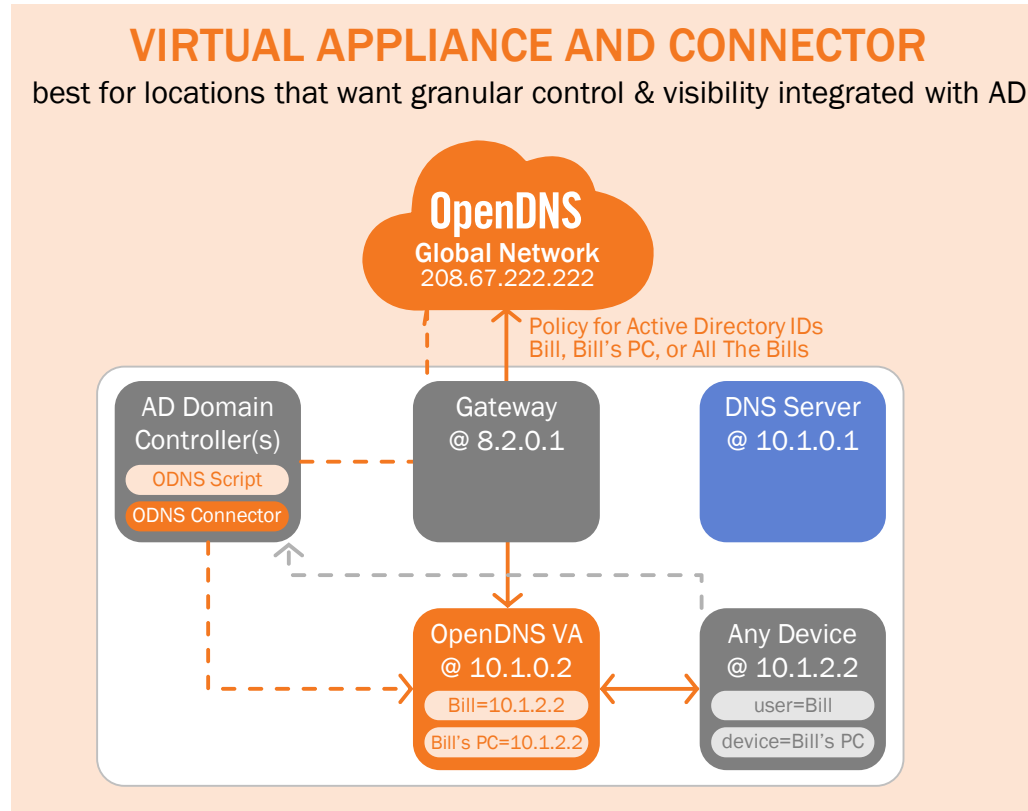 VIRTUAL APPLIANCE AND CONNECTOR
best for locations that want granular control & visibility integrated with AD
OpenDNS
Global Network
208.67.222.222
Policy for Active Directory IDs
Bill, Bill's PC, or All The Bills
AD Domain
Controller(s)
ODNS Script
ODNS Connector
Gateway
@ 8.2.0.1
DNS Server
@ 10.1.0.1
OpenDNS VA
@ 10.1.0.2
Bill=10.1.2.2
Bill's PC=10.1.2.2
Any Device
@ 10.1.2.2
user=Bill
device=Bill's PC